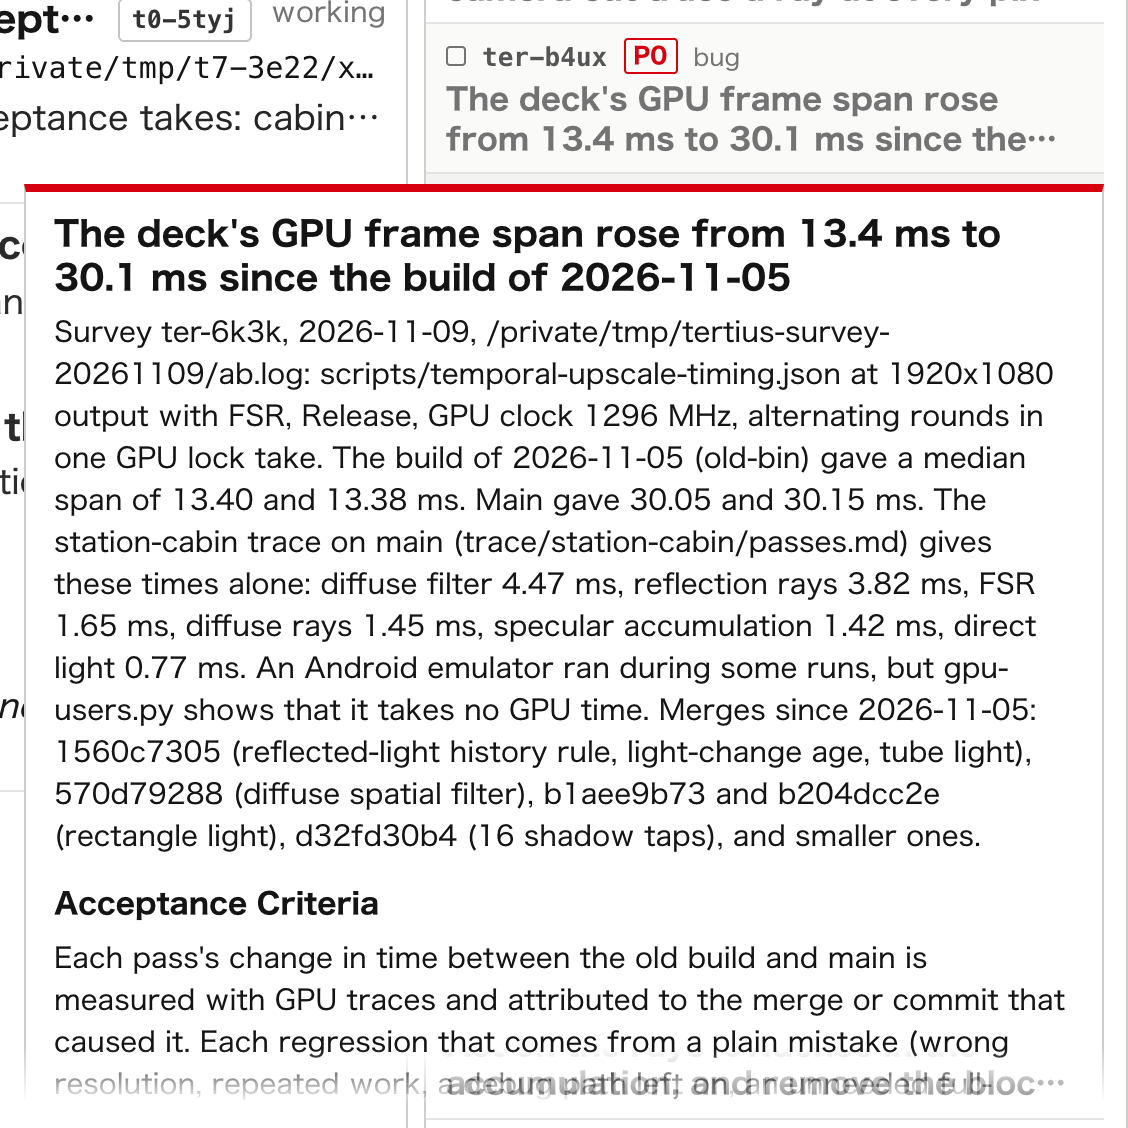 ept…
t0-5tyj
working
rivate/tmp/t7-3e22/x…
eptance takes: cabin…
ter-b4ux
P0
bug
The deck's GPU frame span rose
from 13.4 ms to 30.1 ms since the…
The deck's GPU frame span rose from 13.4 ms to
30.1 ms since the build of 2026-11-05
Survey ter-6k3k, 2026-11-09, /private/tmp/tertius-survey-
20261109/ab.log: scripts/temporal-upscale-timing.json at 1920x1080
output with FSR, Release, GPU clock 1296 MHz, alternating rounds in
one GPU lock take. The build of 2026-11-05 (old-bin) gave a median
span of 13.40 and 13.38 ms. Main gave 30.05 and 30.15 ms. The
station-cabin trace on main (trace/station-cabin/passes.md) gives
these times alone: diffuse filter 4.47 ms, reflection rays 3.82 ms, FSR
1.65 ms, diffuse rays 1.45 ms, specular accumulation 1.42 ms, direct
light 0.77 ms. An Android emulator ran during some runs, but gpu-
users.py shows that it takes no GPU time. Merges since 2026-11-05:
1560c7305 (reflected-light history rule, light-change age, tube light),
570d79288 (diffuse spatial filter), b1aee9b73 and b204dcc2e
(rectangle light), d32fd30b4 (16 shadow taps), and smaller ones.
Acceptance Criteria
Each pass's change in time between the old build and main is
measured with GPU traces and attributed to the merge or commit that
caused it. Each regression that comes from a plain mistake (wrong
resolution, repeated work, a debug path left on, an unneeded full-
accumulation, and remove the bloc…